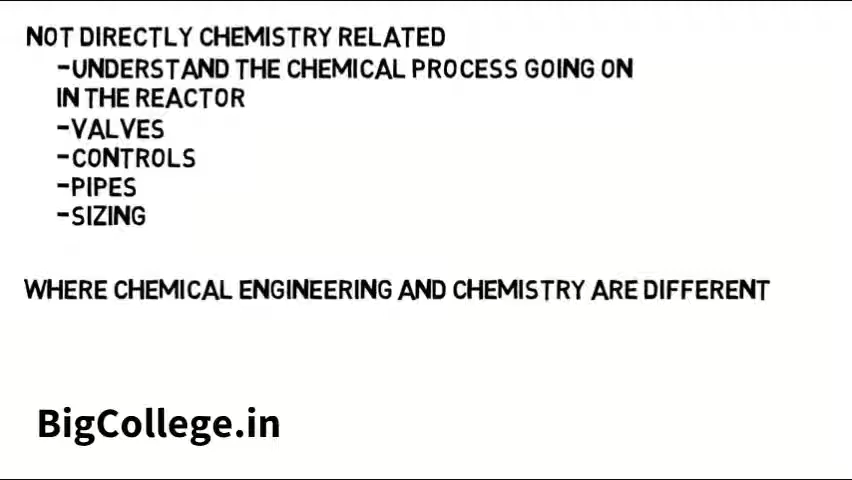 NOT DIRECTLY CHEMISTRY RELATED
-UNDERSTAND THE CHEMICAL PROCESS GOING ON
IN THE REACTOR
-VALVES
-CONTROLS
-PIPES
-SIZING
WHERE CHEMICAL ENGINEERING AND CHEMISTRY ARE DIFFERENT
BigCollege.in